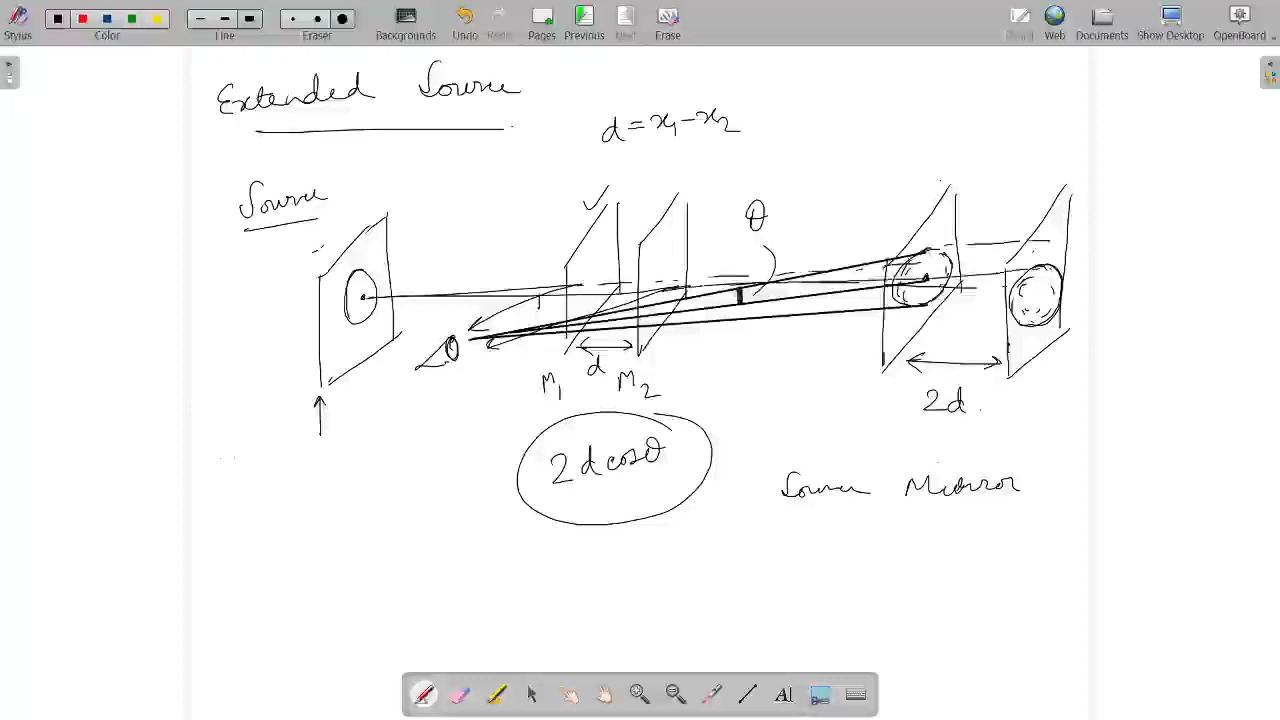 Stylus Color Line Eraser Backgrounds Undo Redo Pages Previous Next Erase Board Web Documents Show Desktop OpenBoard
Extended Source
d = x₁ - x₂
Source
θ
d
M₁ M₂
2d
2d cosθ
Source Mirror